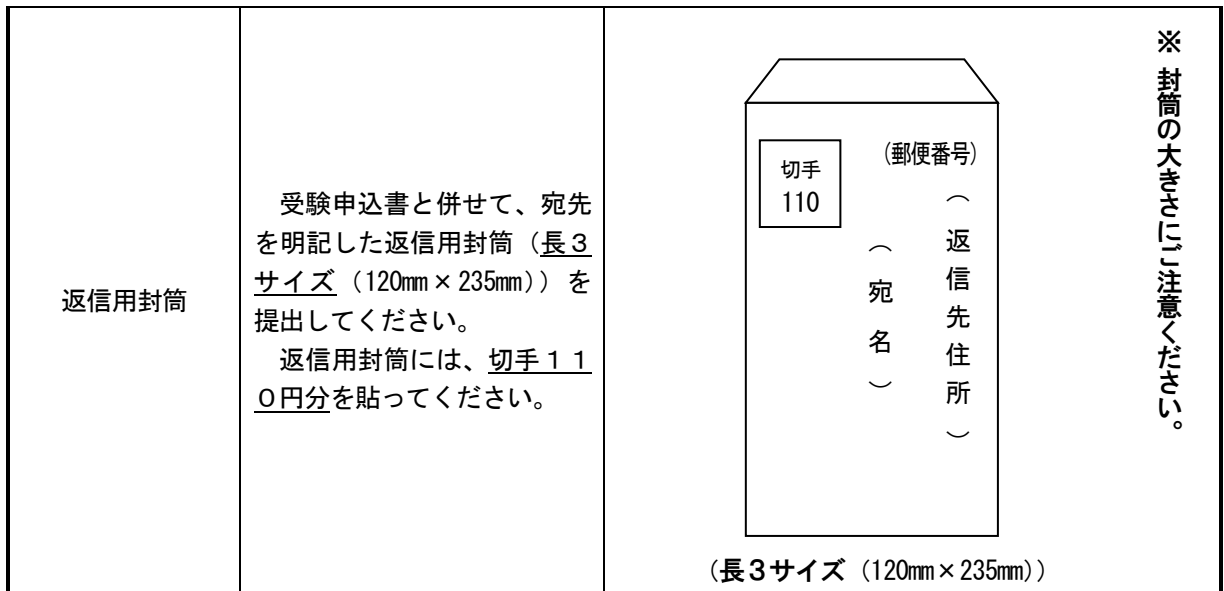 返信用封筒
　受験申込書と併せて、宛先
を明記した返信用封筒（長３
サイズ（120㎜×235㎜））を
提出してください。
　返信用封筒には、切手１１
０円分を貼ってください。
切手
110
（郵便番号）
（返信先住所）
（宛名）
（長３サイズ（120㎜×235㎜））
※ 封筒の大きさにご注意ください。